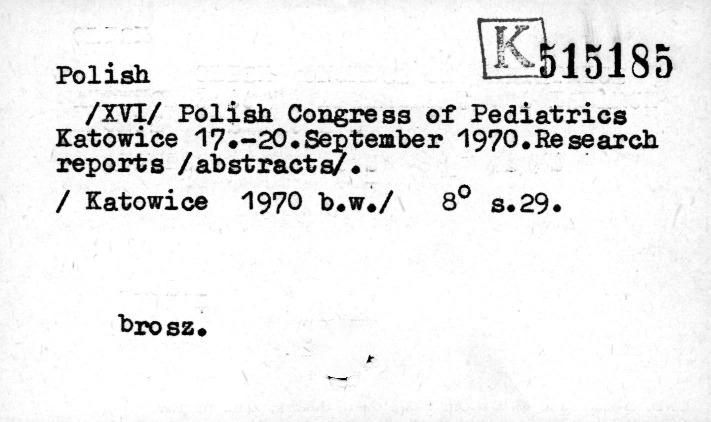 K 515185
Polish
/XVI/ Polish Congress of Pediatrics
Katowice 17.-20.September 1970.Research
reports /abstracts/.
/ Katowice 1970 b.w./ 8° s.29.
brosz.